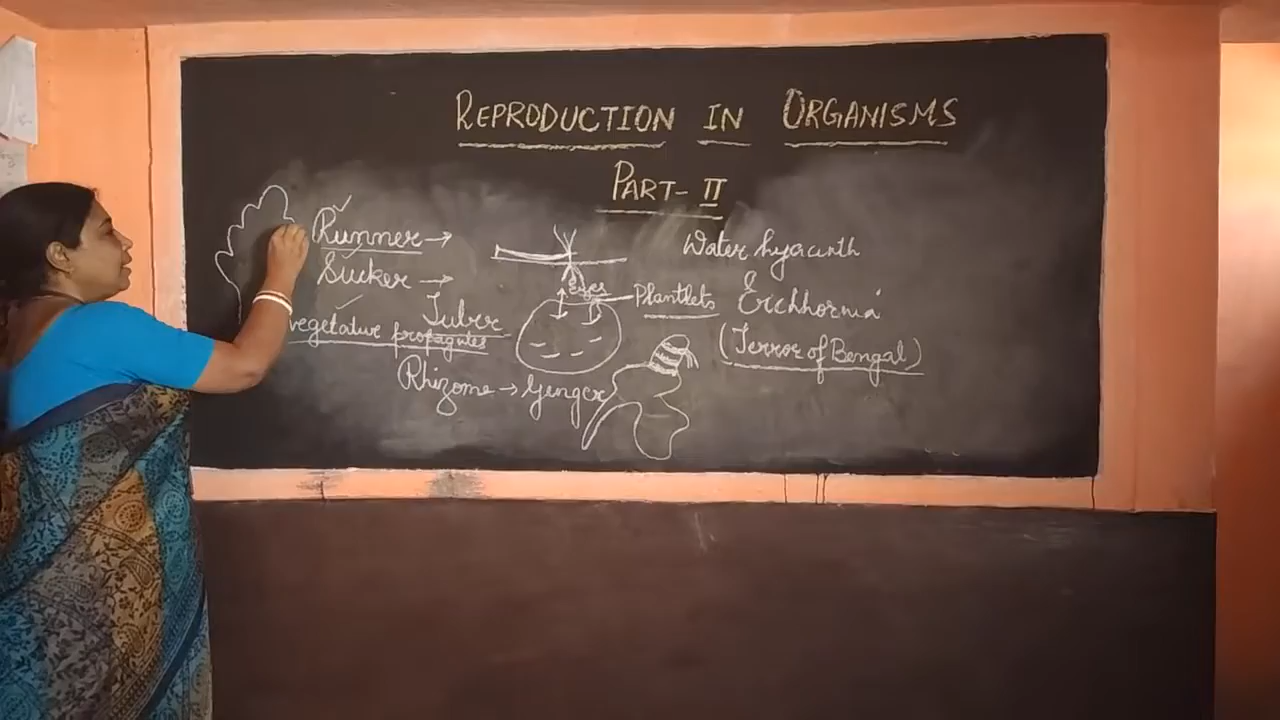 REPRODUCTION IN ORGANISMS
PART-II
Runner →
Sucker →
Tuber
vegetative propagules
Rhizome → Ginger
eyes
Plantlets
Water hyacinth
Eichhornia
(Terror of Bengal)